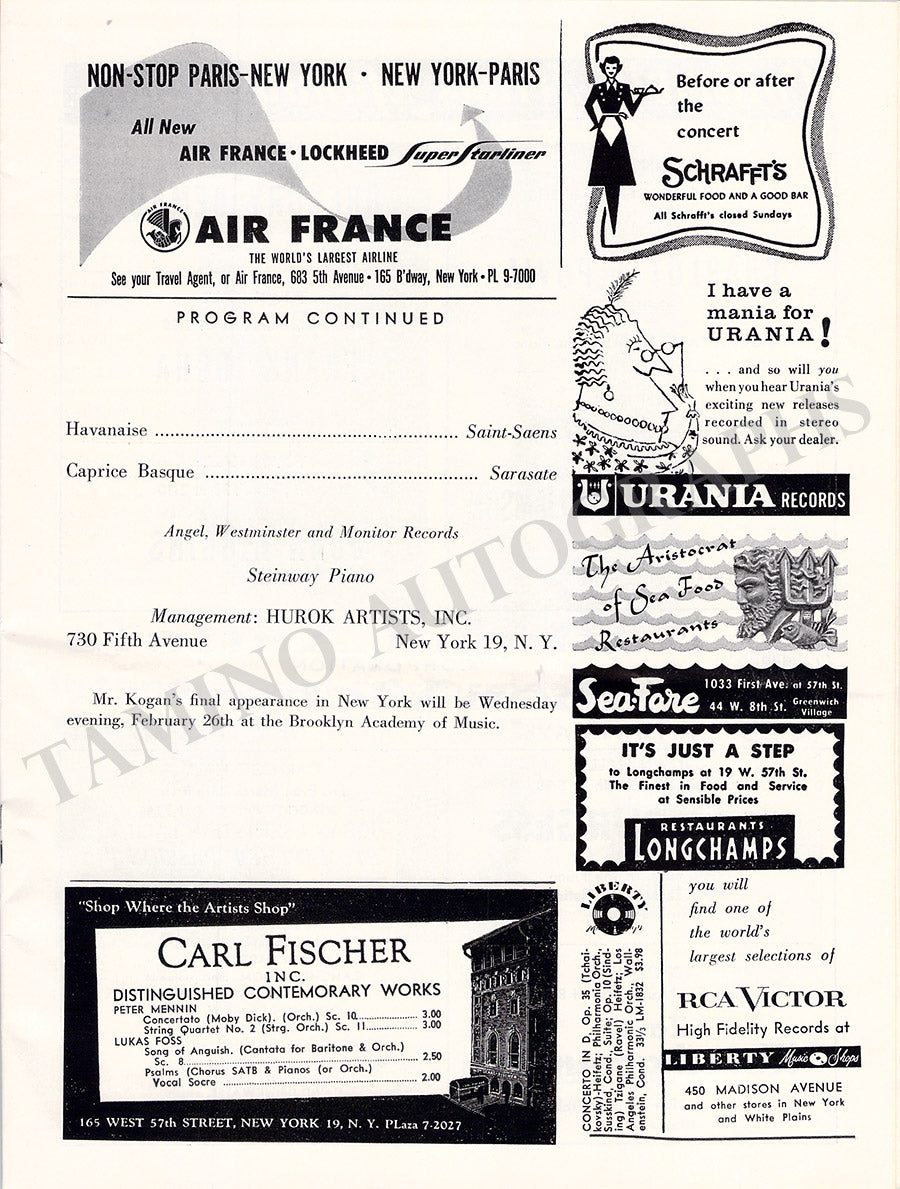 NON-STOP PARIS-NEW YORK • NEW YORK-PARIS
All New
AIR FRANCE • LOCKHEED Super Starliner
AIR FRANCE
AIR FRANCE
THE WORLD'S LARGEST AIRLINE
See your Travel Agent, or Air France, 683 5th Avenue • 165 B'dway, New York • PL 9-7000
PROGRAM CONTINUED
Havanaise ........................................................ Saint-Saens
Caprice Basque .................................................. Sarasate
Angel, Westminster and Monitor Records
Steinway Piano
Management: HUROK ARTISTS, INC.
730 Fifth Avenue New York 19, N. Y.
Mr. Kogan's final appearance in New York will be Wednesday
evening, February 26th at the Brooklyn Academy of Music.
"Shop Where the Artists Shop"
CARL FISCHER
INC.
DISTINGUISHED CONTEMORARY WORKS
PETER MENNIN
Concertato (Moby Dick). (Orch.) Sc. 10 .............. 3.00
String Quartet No. 2 (Strg. Orch.) Sc. 11 .............. 3.00
LUKAS FOSS
Song of Anguish. (Cantata for Baritone & Orch.)
Sc. 8 .............. 2.50
Psalms (Chorus SATB & Pianos (or Orch.)
Vocal Socre .............. 2.00
165 WEST 57th STREET, NEW YORK 19, N. Y. PLaza 7-2027
Before or after
the
concert
SCHRAFFT'S
WONDERFUL FOOD AND A GOOD BAR
All Schrafft's closed Sundays
I have a
mania for
URANIA!
. . . and so will you
when you hear Urania's
exciting new releases
recorded in stereo
sound. Ask your dealer.
URANIA RECORDS
The Aristocrat
of Sea Food
Restaurants
Sea-Fare 1033 First Ave. at 57th St.
44 W. 8th St. Greenwich Village
IT'S JUST A STEP
to Longchamps at 19 W. 57th St.
The Finest in Food and Service
at Sensible Prices
RESTAURANTS
LONGCHAMPS
LIBERTY
CONCERTO IN D, Op. 35 (Tchai-
kovsky)-Heifetz; Philharmonia Orch.,
Susskind, Cond., Suite; Op. 10 (Sind-
ing) Tzigane (Ravel) Heifetz; Los
Angeles Philharmonic Orch., Wall-
enstein, Cond. 33⅓ LM-1832 $3.98
you will
find one of
the world's
largest selections of
RCA VICTOR
High Fidelity Records at
LIBERTY Music Shops
450 MADISON AVENUE
and other stores in New York
and White Plains
TAMINO AUTOGRAPHS